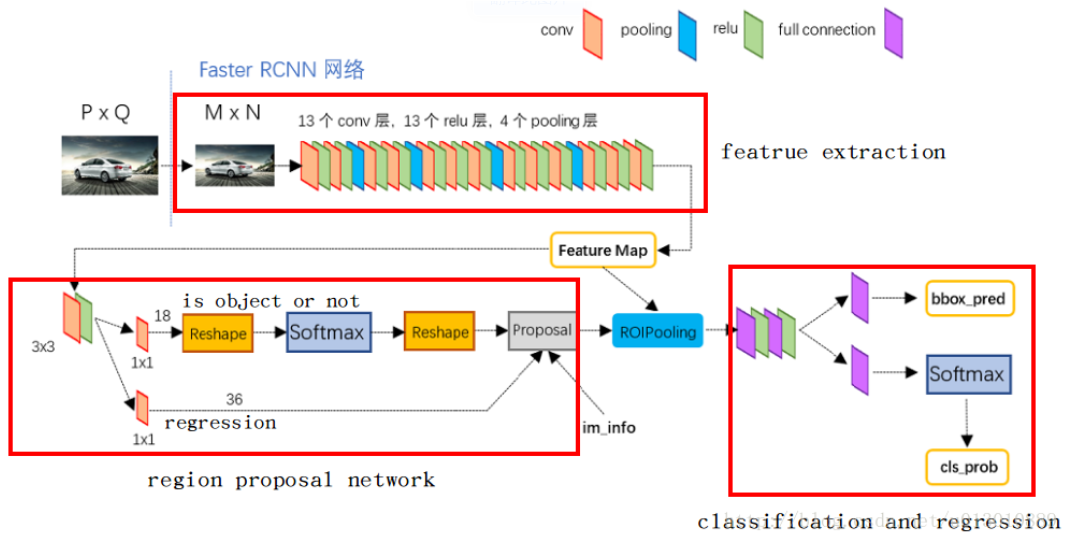 conv
pooling
relu
full connection
Faster RCNN 网络
P x Q
M x N
13 个 conv 层，13 个 relu 层，4 个 pooling 层
featrue extraction
Feature Map
is object or not
18
Reshape
Softmax
Reshape
Proposal
ROIPooling
bbox_pred
3x3
1x1
36
regression
1x1
im_info
Softmax
cls_prob
region proposal network
classification and regression